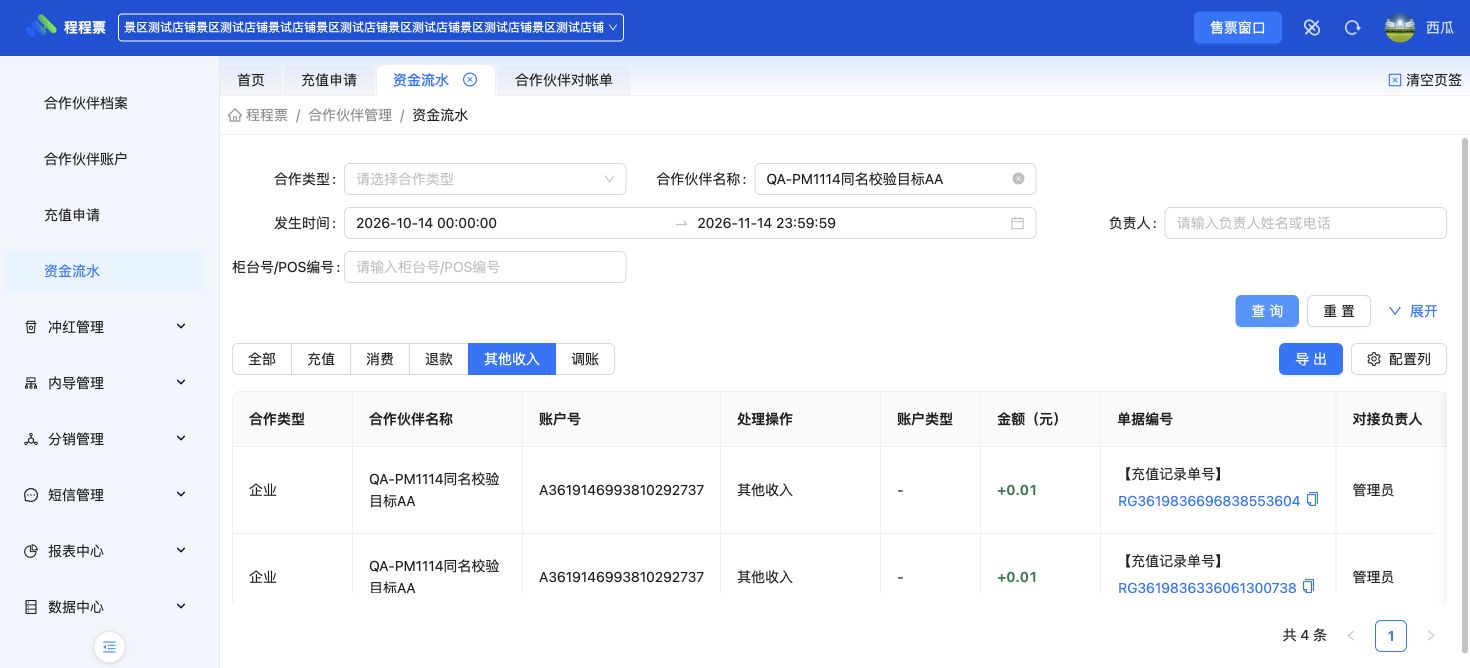 程程票
景区测试店铺景区测试店铺景试店铺景区测试店铺景区测试店铺景区测试店铺景区测试店铺
售票窗口
西瓜
首页
充值申请
资金流水
合作伙伴对帐单
清空页签
程程票 / 合作伙伴管理 / 资金流水
合作伙伴档案
合作伙伴账户
充值申请
资金流水
冲红管理
内导管理
分销管理
短信管理
报表中心
数据中心
合作类型: 请选择合作类型
合作伙伴名称: QA-PM1114同名校验目标AA
发生时间: 2026-10-14 00:00:00 → 2026-11-14 23:59:59
负责人: 请输入负责人姓名或电话
柜台号/POS编号: 请输入柜台号/POS编号
查 询
重 置
展开
全部 充值 消费 退款 其他收入 调账
导 出
配置列
合作类型 合作伙伴名称 账户号 处理操作 账户类型 金额（元） 单据编号 对接负责人
企业
QA-PM1114同名校验
目标AA
A3619146993810292737
其他收入
-
+0.01
【充值记录单号】
RG3619836696838553604
管理员
企业
QA-PM1114同名校验
目标AA
A3619146993810292737
其他收入
-
+0.01
【充值记录单号】
RG3619836336061300738
管理员
共 4 条
1